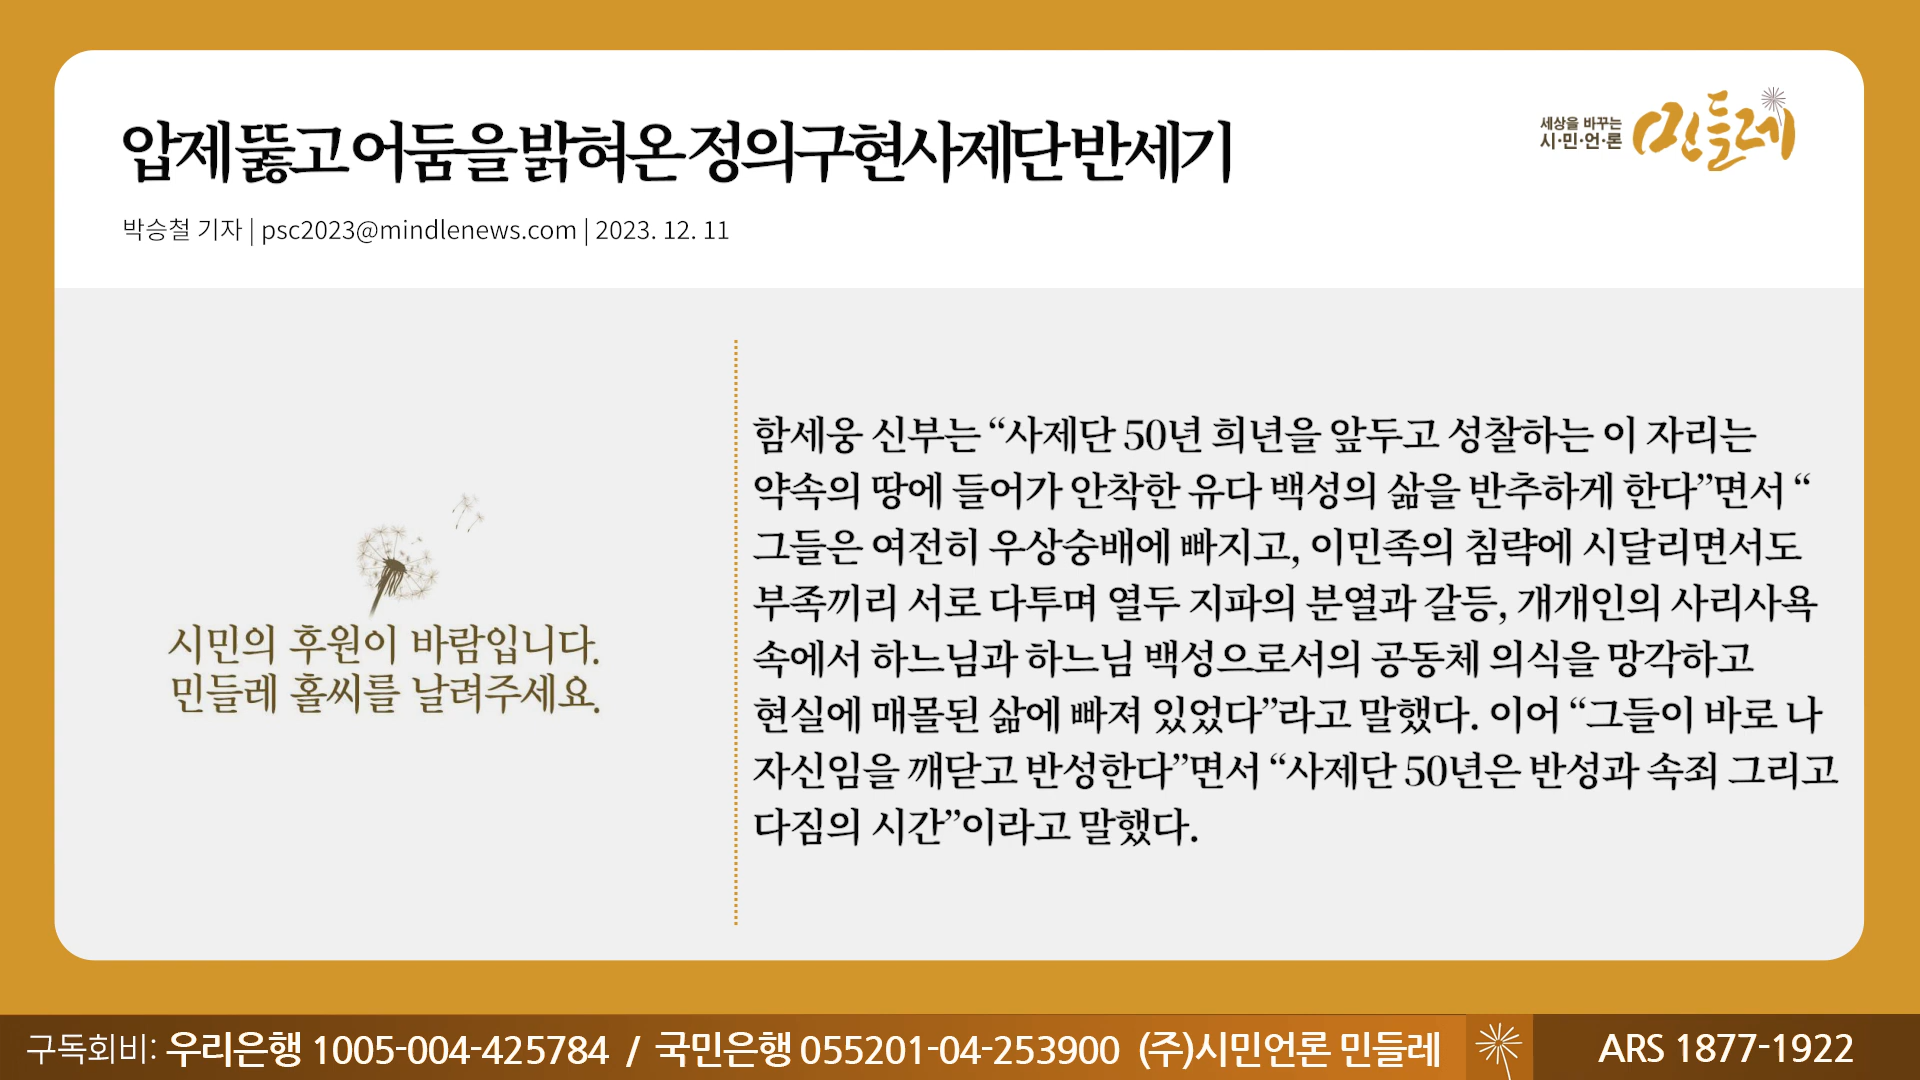 압제 뚫고 어둠을 밝혀온 정의구현사제단 반세기
세상을 바꾸는
시·민·언·론
민들레
박승철 기자 | psc2023@mindlenews.com | 2023. 12. 11
시민의 후원이 바람입니다.
민들레 홀씨를 날려주세요.
함세웅 신부는 “사제단 50년 희년을 앞두고 성찰하는 이 자리는
약속의 땅에 들어가 안착한 유다 백성의 삶을 반추하게 한다”면서 “
그들은 여전히 우상숭배에 빠지고, 이민족의 침략에 시달리면서도
부족끼리 서로 다투며 열두 지파의 분열과 갈등, 개개인의 사리사욕
속에서 하느님과 하느님 백성으로서의 공동체 의식을 망각하고
현실에 매몰된 삶에 빠져 있었다”라고 말했다. 이어 “그들이 바로 나
자신임을 깨닫고 반성한다”면서 “사제단 50년은 반성과 속죄 그리고
다짐의 시간”이라고 말했다.
구독회비: 우리은행 1005-004-425784 / 국민은행 055201-04-253900 (주)시민언론 민들레
ARS 1877-1922